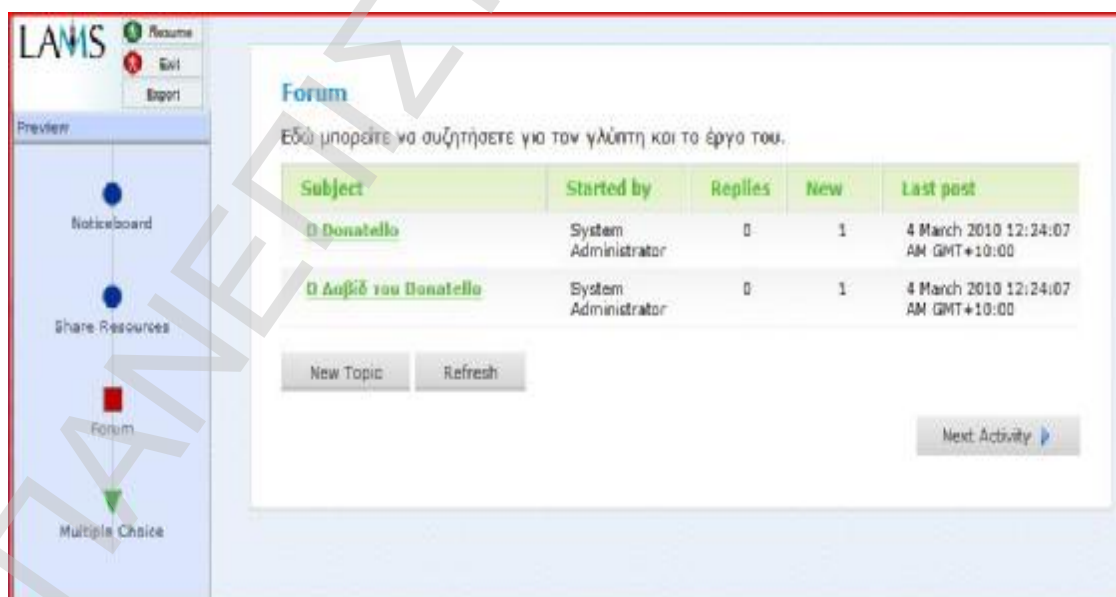 LAMS
Resume
Exit
Export
Preview
Noticeboard
Share Resources
Forum
Multiple Choice
Forum
Εδώ μπορείτε να συζητήσετε για τον γλύπτη και το έργο του.
Subject Started by Replies New Last post
Ο Donatello System Administrator 0 1 4 March 2010 12:24:07 AM GMT+10:00
Ο Δαβίδ του Donatello System Administrator 0 1 4 March 2010 12:24:07 AM GMT+10:00
New Topic Refresh
Next Activity